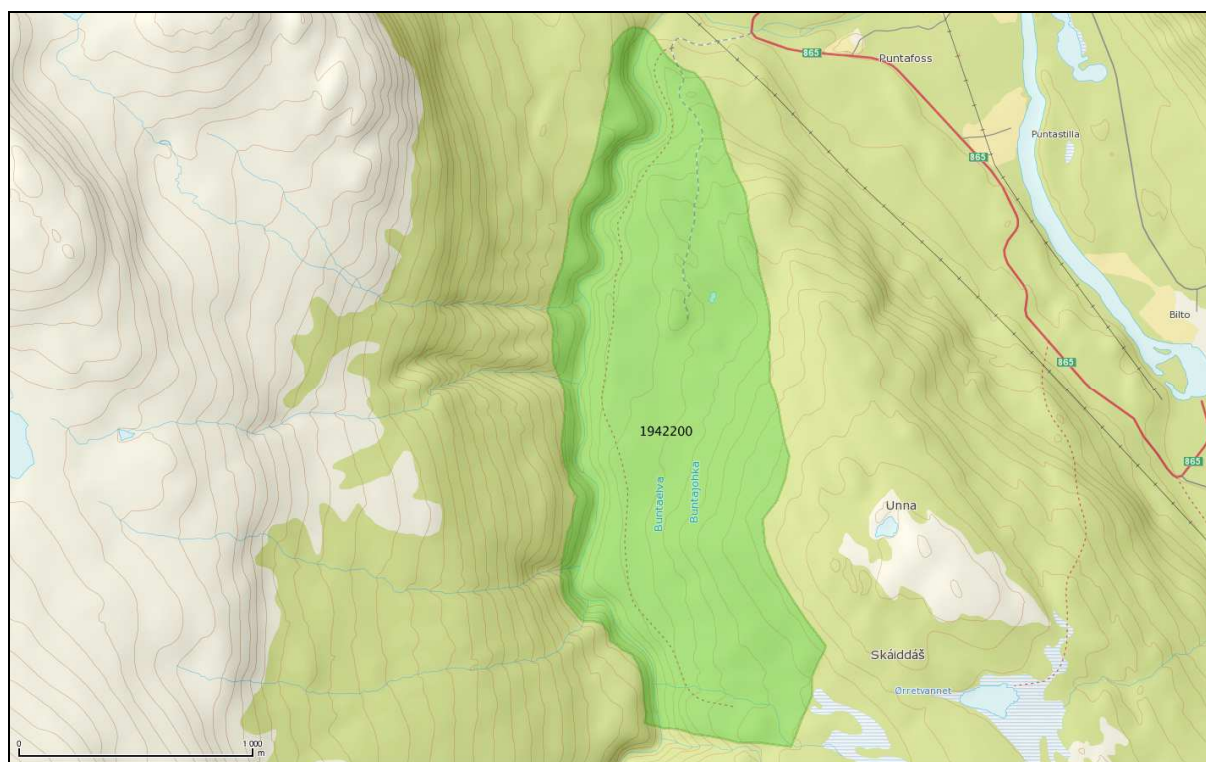 865
Puntafoss
Puntastilla
865
Bilto
865
1942200
865
Buntaelva
Buntajohka
Unna
Skáiddáš
Ørretvannet
0
1 000
m